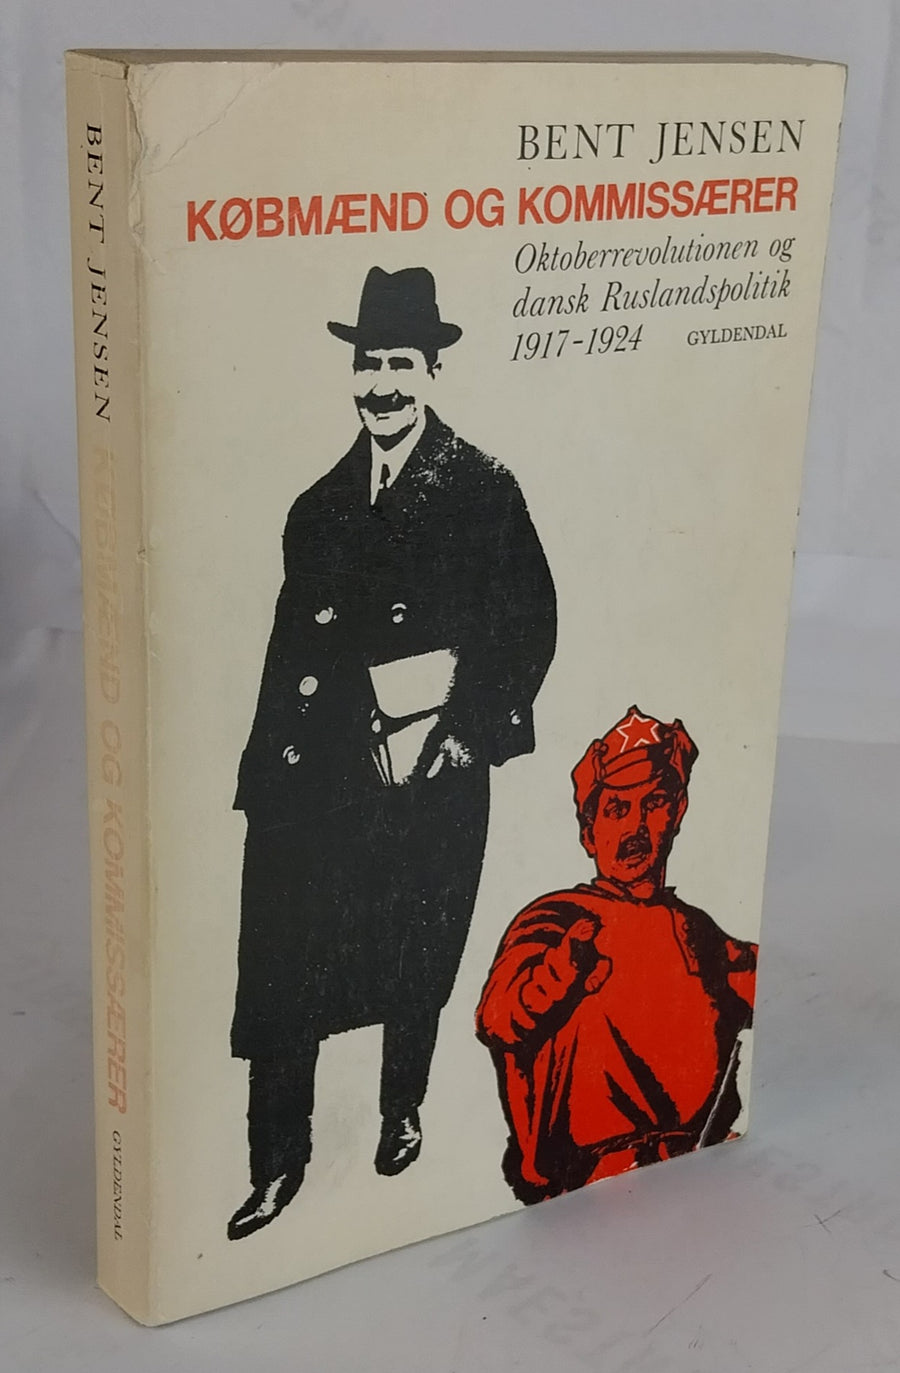 BENT JENSEN
KØBMÆND OG KOMMISSÆRER
Oktoberrevolutionen og
dansk Ruslandspolitik
1917-1924 GYLDENDAL
BENT JENSEN KØBMÆND OG KOMMISSÆRER GYLDENDAL